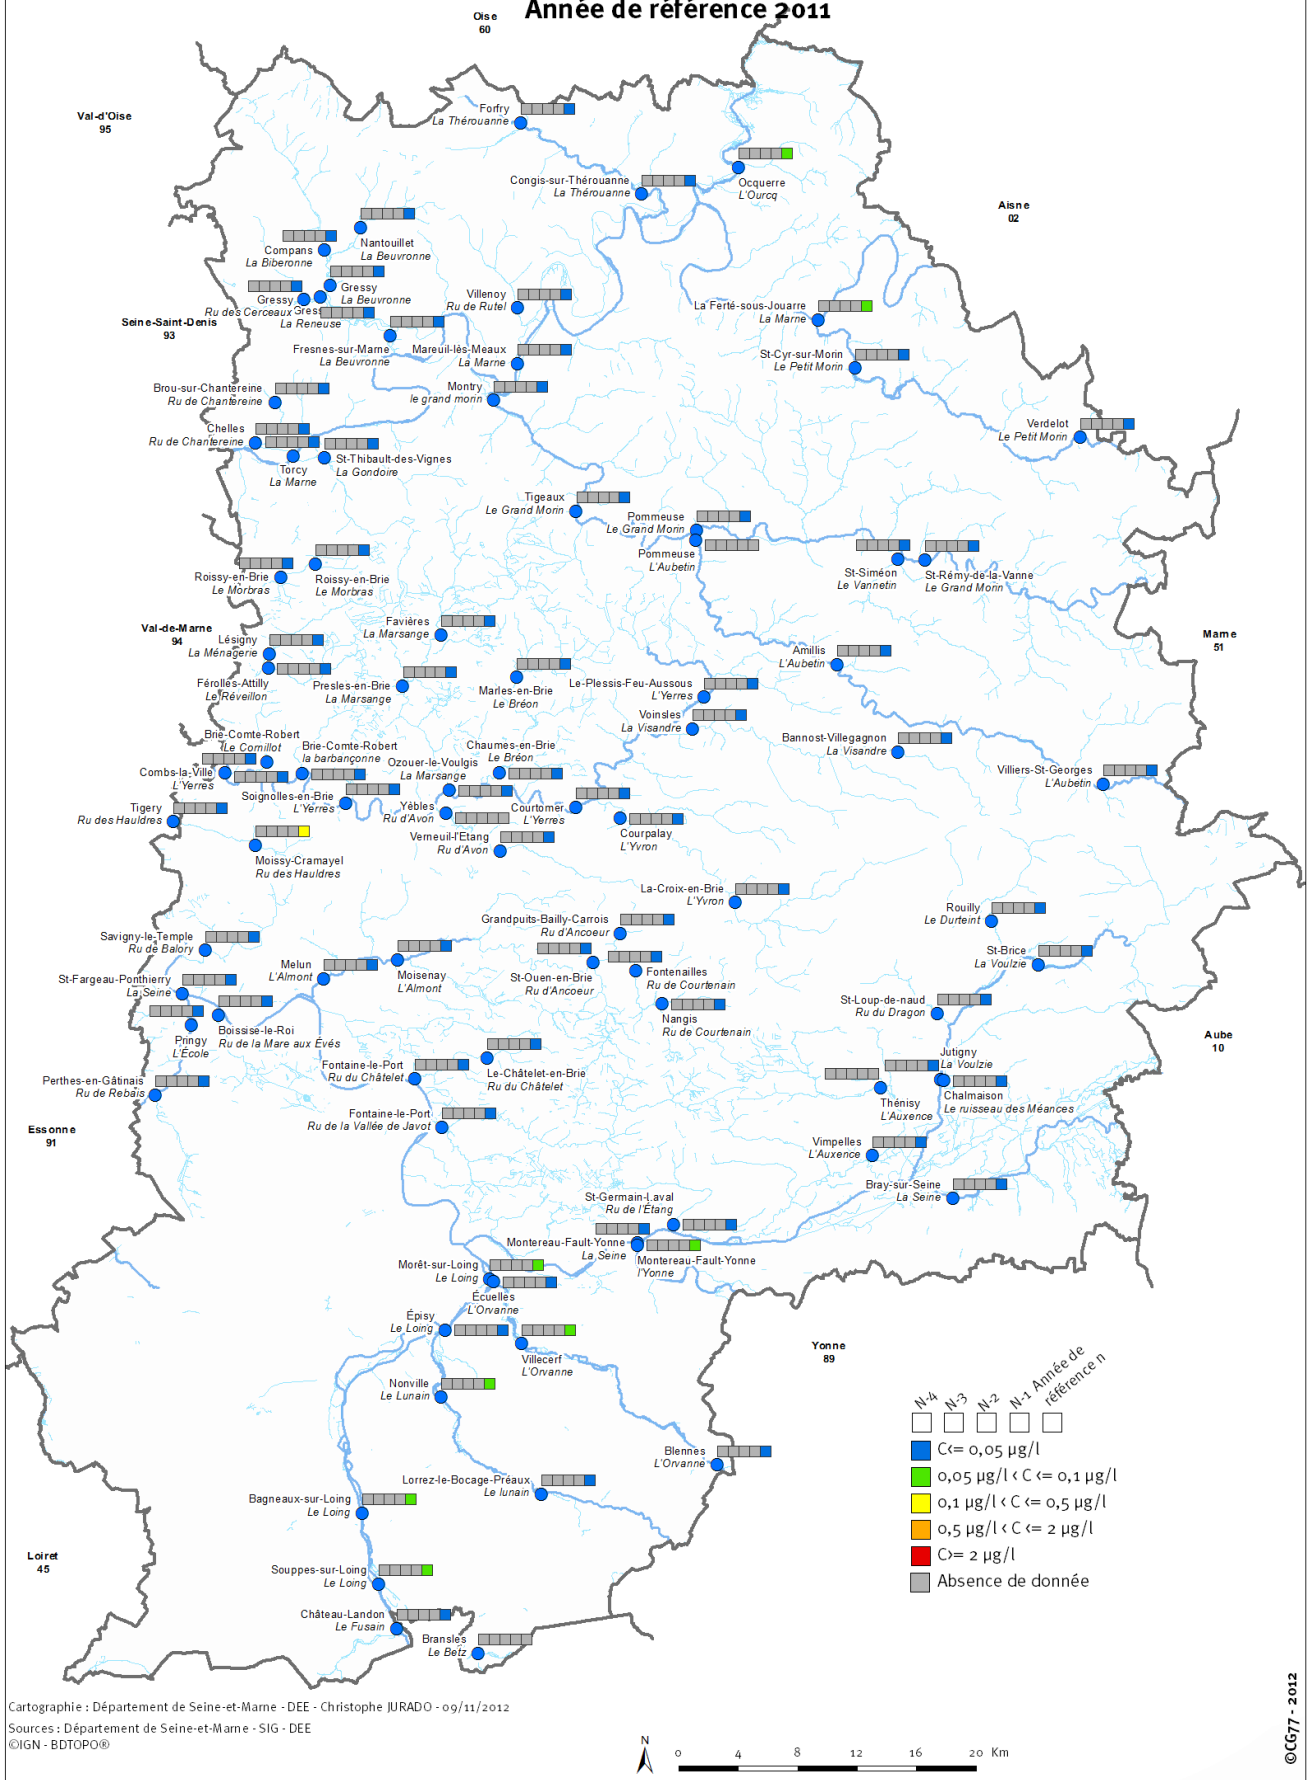 Année de référence 2011
Oise
60
Val-d'Oise
95
Forfry
La Thérouanne
Congis-sur-Thérouanne
La Thérouanne
Ocquerre
L'Ourcq
Aisne
02
Nantouillet
La Beuvronne
Compans
La Biberonne
Gressy
La Beuvronne
Gressy
Ru des Cerceaux
Gressy
La Reneuse
Villenoy
Ru de Rutel
La Ferté-sous-Jouarre
La Marne
Seine-Saint-Denis
93
Fresnes-sur-Marne
La Beuvronne
Mareuil-lès-Meaux
La Marne
St-Cyr-sur-Morin
Le Petit Morin
Brou-sur-Chantereine
Ru de Chantereine
Montry
le grand morin
Verdelot
Le Petit Morin
Chelles
Ru de Chantereine
St-Thibault-des-Vignes
La Gondoire
Torcy
La Marne
Tigeaux
Le Grand Morin
Pommeuse
Le Grand Morin
Pommeuse
L'Aubetin
St-Siméon
Le Vannetin
St-Rémy-de-la-Vanne
Le Grand Morin
Roissy-en-Brie
Le Morbras
Roissy-en-Brie
Le Morbras
Val-de-Marne
94
Favières
La Marsange
Lésigny
La Ménagerie
Marne
51
Amillis
L'Aubetin
Férolles-Attilly
Le Réveillon
Presles-en-Brie
La Marsange
Marles-en-Brie
Le Bréon
Le-Plessis-Feu-Aussous
L'Yerres
Voinsles
La Visandre
Bannost-Villegagnon
La Visandre
Brie-Comte-Robert
Le Cornillot
Brie-Comte-Robert
la barbançonne
Chaumes-en-Brie
Le Bréon
Ozouer-le-Voulgis
La Marsange
Combs-la-Ville
L'Yerres
Villiers-St-Georges
L'Aubetin
Soignolles-en-Brie
L'Yerres
Tigery
Ru des Hauldres
Yèbles
Ru d'Avon
Courtomer
L'Yerres
Courpalay
L'Yvron
Verneuil-l'Etang
Ru d'Avon
Moissy-Cramayel
Ru des Hauldres
La-Croix-en-Brie
L'Yvron
Rouilly
Le Durteint
Grandpuits-Bailly-Carrois
Ru d'Ancoeur
Savigny-le-Temple
Ru de Balory
St-Brice
La Voulzie
Melun
L'Almont
Moisenay
L'Almont
St-Ouen-en-Brie
Ru d'Ancoeur
Fontenailles
Ru de Courtenain
St-Fargeau-Ponthierry
La Seine
St-Loup-de-naud
Ru du Dragon
Nangis
Ru de Courtenain
Boissise-le-Roi
Ru de la Mare aux Évés
Pringy
L'École
Aube
10
Jutigny
La Voulzie
Fontaine-le-Port
Ru du Châtelet
Le-Châtelet-en-Brie
Ru du Châtelet
Perthes-en-Gâtinais
Ru de Rebais
Thénisy
L'Auxence
Chalmaison
Le ruisseau des Méances
Fontaine-le-Port
Ru de la Vallée de Javot
Essonne
91
Vimpelles
L'Auxence
Bray-sur-Seine
La Seine
St-Germain-Laval
Ru de l'Étang
Montereau-Fault-Yonne
La Seine
Montereau-Fault-Yonne
l'Yonne
Morêt-sur-Loing
Le Loing
Écuelles
L'Orvanne
Épisy
Le Loing
Villecerf
L'Orvanne
Yonne
89
Nonville
Le Lunain
N-4
N-3
N-2
N-1
Année de
référence n
C<= 0,05 µg/l
0,05 µg/l < C <= 0,1 µg/l
0,1 µg/l < C <= 0,5 µg/l
0,5 µg/l < C <= 2 µg/l
C>= 2 µg/l
Absence de donnée
Blennes
L'Orvanne
Lorrez-le-Bocage-Préaux
Le lunain
Bagneaux-sur-Loing
Le Loing
Loiret
45
Souppes-sur-Loing
Le Loing
Château-Landon
Le Fusain
Bransles
Le Betz
Cartographie : Département de Seine-et-Marne - DEE - Christophe JURADO - 09/11/2012
Sources : Département de Seine-et-Marne - SIG - DEE
©IGN - BDTOPO®
N
0 4 8 12 16 20 Km
©CG77 - 2012